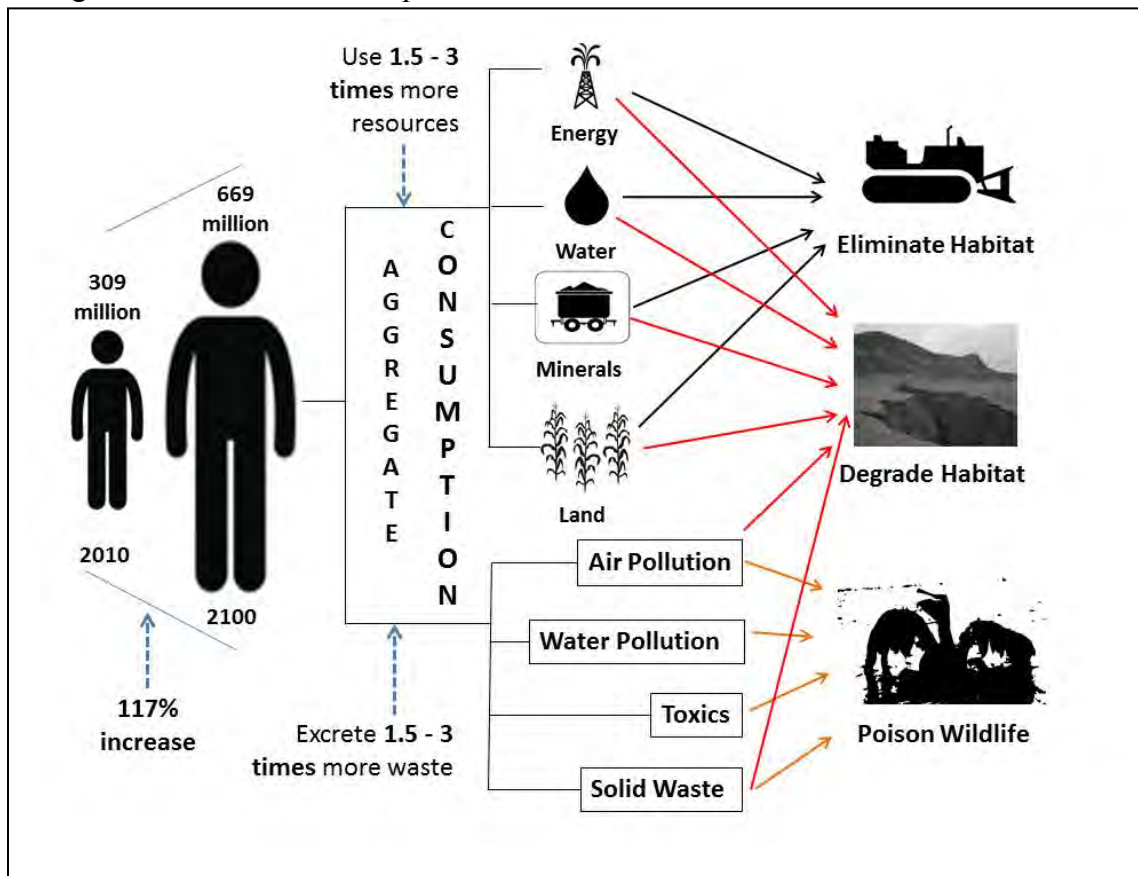 Use 1.5 - 3
times more
resources
669
million
309
million
2010
2100
117%
increase
AGGREGATE
CONSUMPTION
Excrete 1.5 - 3
times more waste
Energy
Water
Minerals
Land
Air Pollution
Water Pollution
Toxics
Solid Waste
Eliminate Habitat
Degrade Habitat
Poison Wildlife